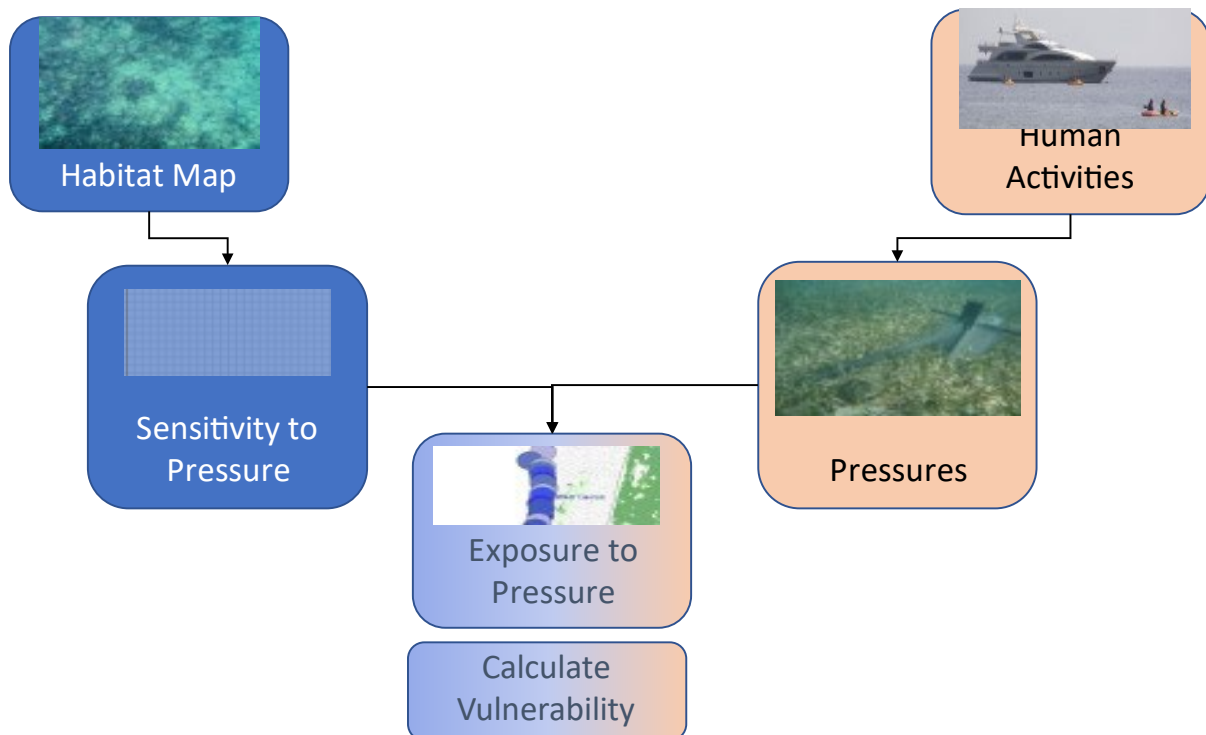 Habitat Map
Human
Activities
Sensitivity to
Pressure
Pressures
Exposure to
Pressure
Calculate
Vulnerability